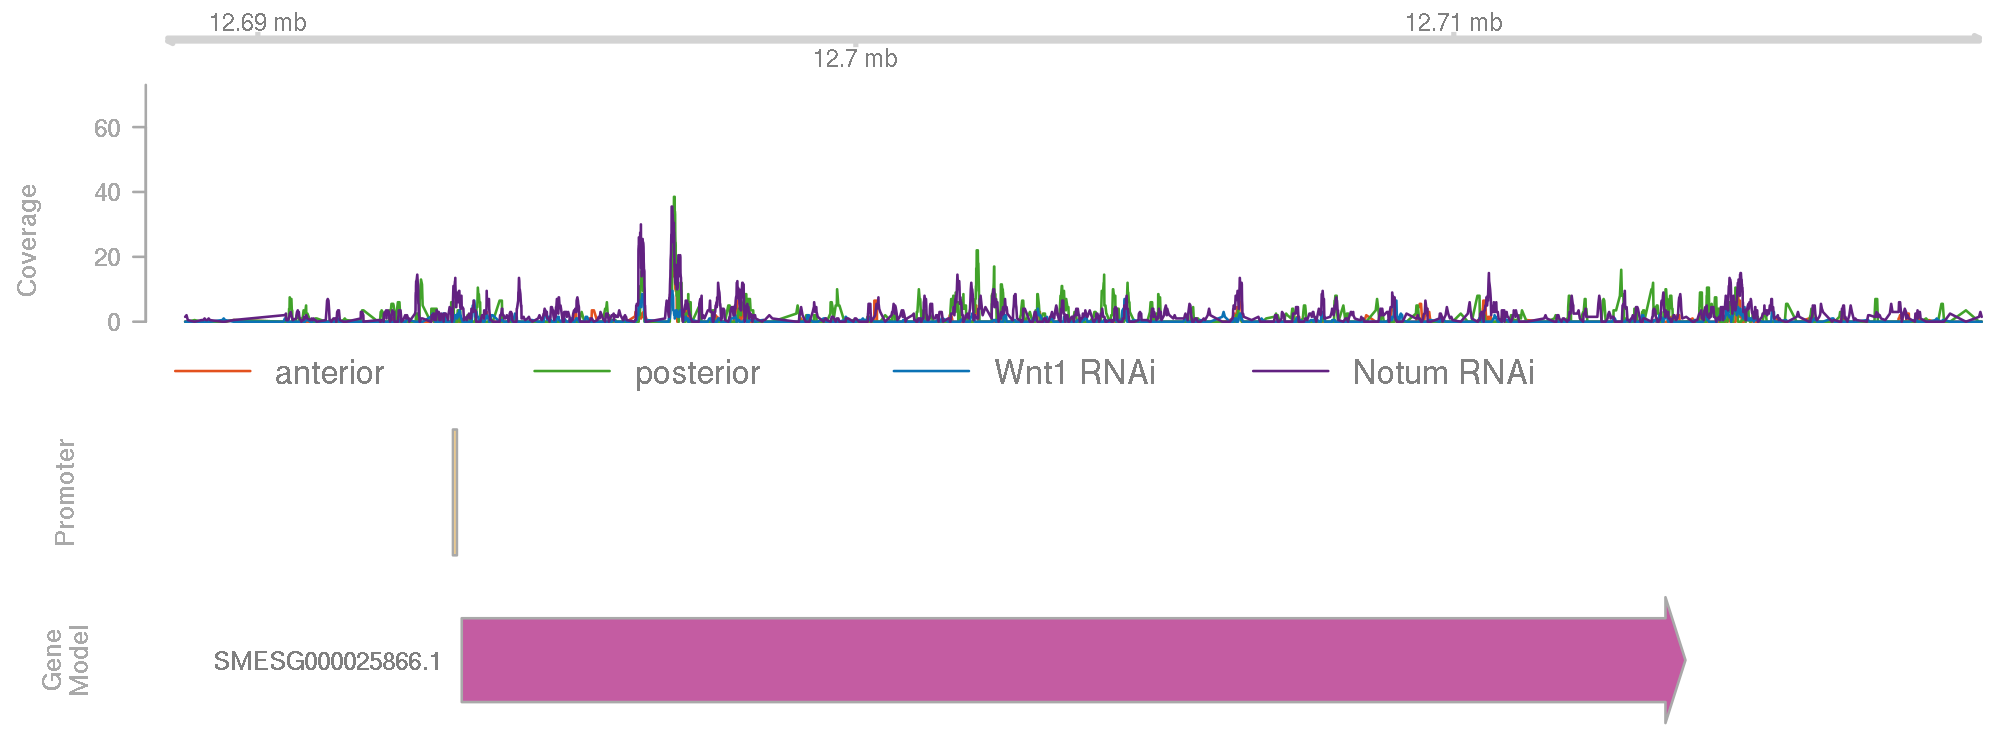 12.69 mb
12.71 mb
12.7 mb
Coverage
60
40
20
0
anterior
posterior
Wnt1 RNAi
Notum RNAi
Promoter
Gene
Model
SMESG000025866.1